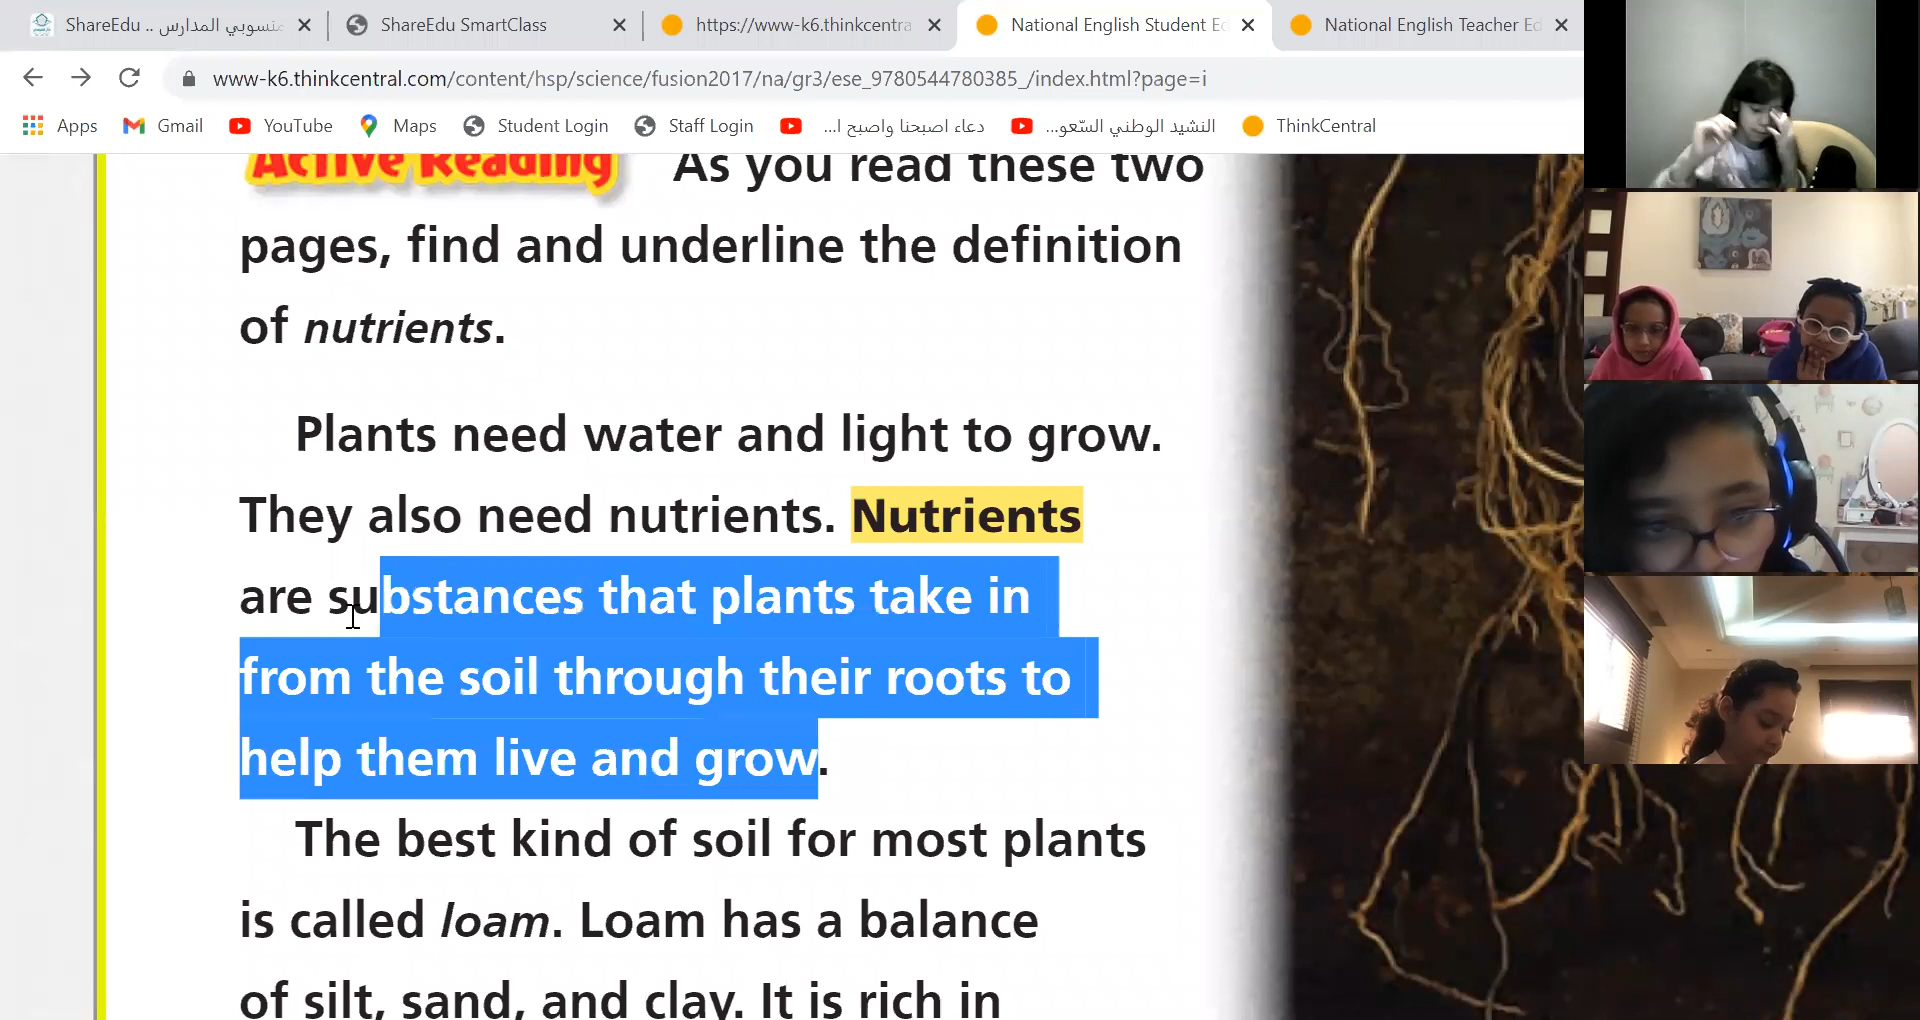 ShareEdu .. منسوبي المدارس
ShareEdu SmartClass
https://www-k6.thinkcentra
National English Student Ed
National English Teacher Ed
www-k6.thinkcentral.com/content/hsp/science/fusion2017/na/gr3/ese_9780544780385_/index.html?page=i
Apps
Gmail
YouTube
Maps
Student Login
Staff Login
دعاء اصبحنا واصبح ا...
النشيد الوطني السّعو...
ThinkCentral
Active Reading As you read these two
pages, find and underline the definition
of nutrients.
Plants need water and light to grow.
They also need nutrients. Nutrients
are substances that plants take in
from the soil through their roots to
help them live and grow.
The best kind of soil for most plants
is called loam. Loam has a balance
of silt, sand, and clay. It is rich in